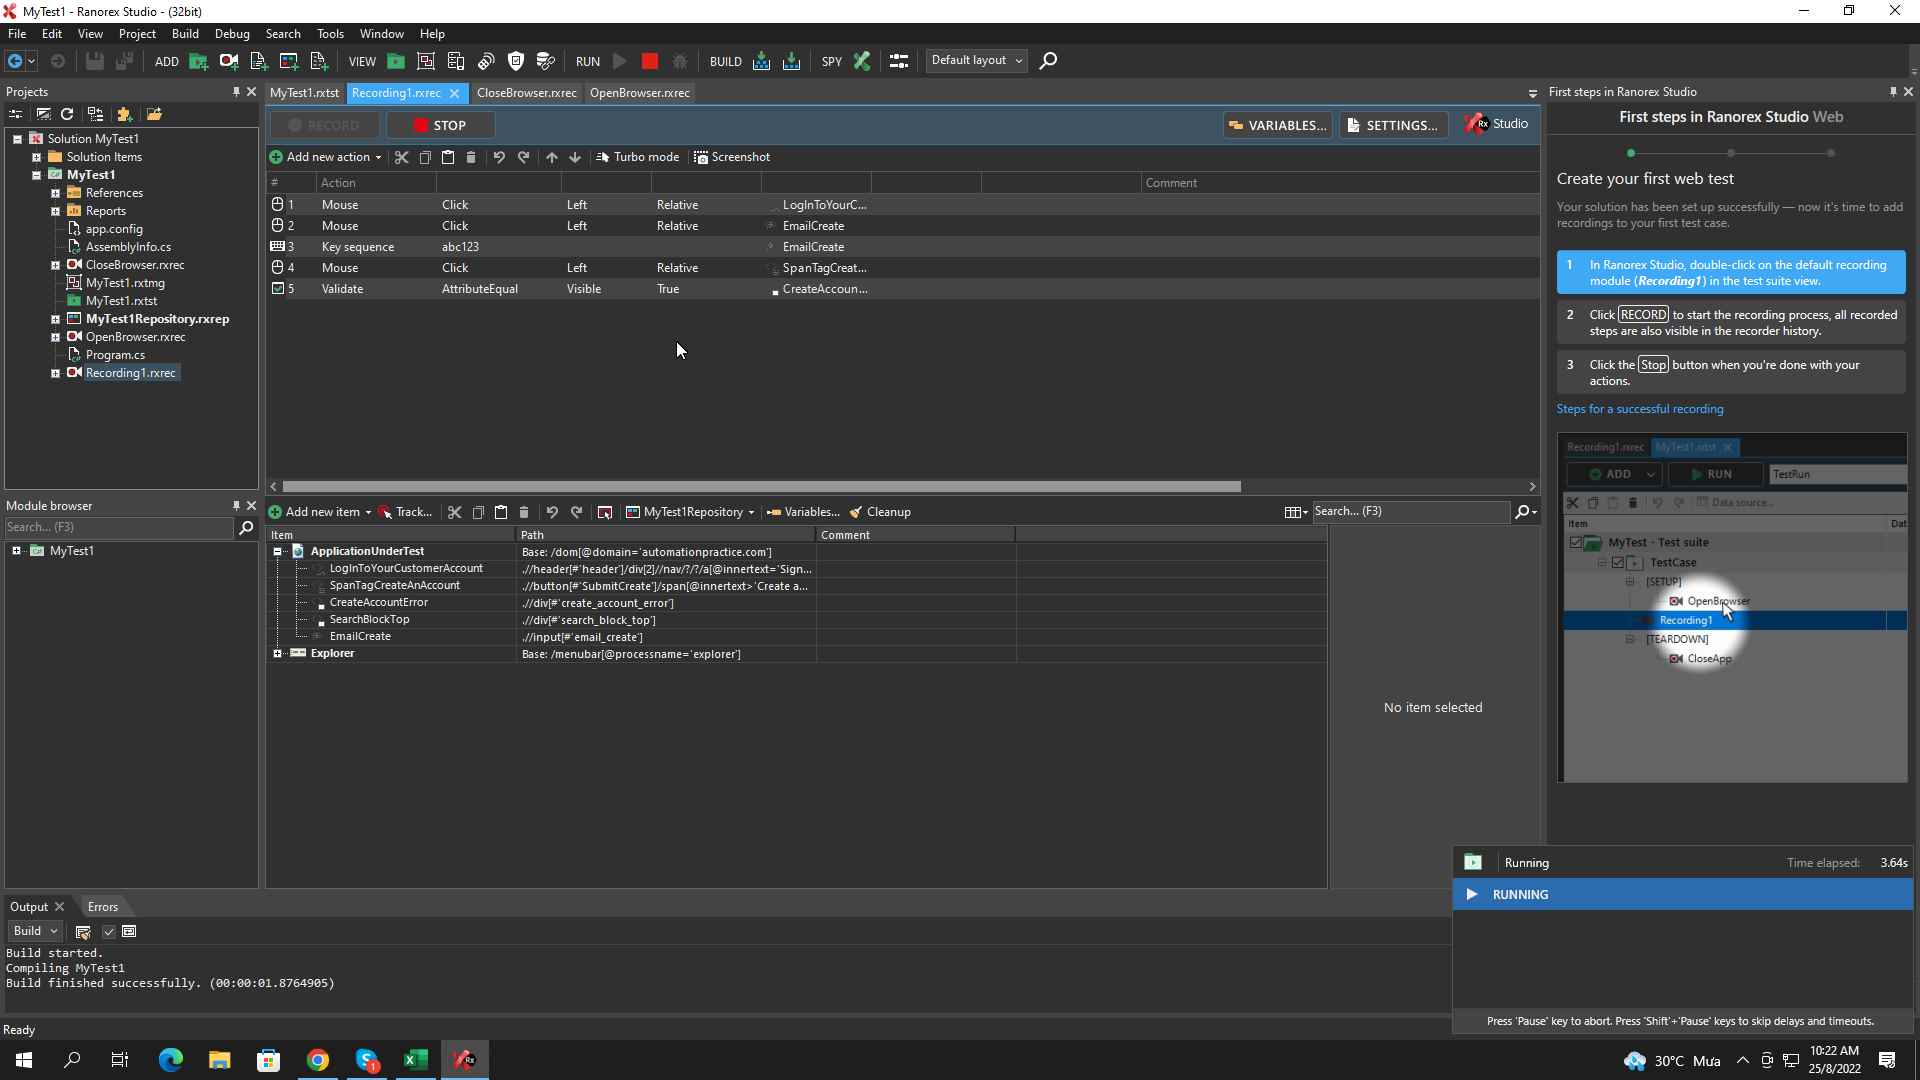 MyTest1 - Ranorex Studio - (32bit)
File Edit View Project Build Debug Search Tools Window Help
ADD VIEW RUN BUILD SPY Default layout
Projects
Solution MyTest1
Solution Items
MyTest1
References
Reports
app.config
AssemblyInfo.cs
CloseBrowser.rxrec
MyTest1.rxtmg
MyTest1.rxtst
MyTest1Repository.rxrep
OpenBrowser.rxrec
Program.cs
Recording1.rxrec
Module browser
Search... (F3)
MyTest1
MyTest1.rxtst Recording1.rxrec CloseBrowser.rxrec OpenBrowser.rxrec
RECORD STOP VARIABLES... SETTINGS... Rx Studio
Add new action Turbo mode Screenshot
# Action Comment
1 Mouse Click Left Relative LogInToYourC...
2 Mouse Click Left Relative EmailCreate
3 Key sequence abc123 EmailCreate
4 Mouse Click Left Relative SpanTagCreat...
5 Validate AttributeEqual Visible True CreateAccoun...
Add new item Track... MyTest1Repository Variables... Cleanup Search... (F3)
Item Path Comment
ApplicationUnderTest Base: /dom[@domain='automationpractice.com']
LogInToYourCustomerAccount .//header[#'header']/div[2]//nav/?/?/a[@innertext='Sign...
SpanTagCreateAnAccount .//button[#'SubmitCreate']/span[@innertext>'Create a...
CreateAccountError .//div[#'create_account_error']
SearchBlockTop .//div[#'search_block_top']
EmailCreate .//input[#'email_create']
Explorer Base: /menubar[@processname='explorer']
No item selected
First steps in Ranorex Studio
First steps in Ranorex Studio Web
Create your first web test
Your solution has been set up successfully — now it's time to add
recordings to your first test case.
1 In Ranorex Studio, double-click on the default recording
module (Recording1) in the test suite view.
2 Click RECORD to start the recording process, all recorded
steps are also visible in the recorder history.
3 Click the Stop button when you're done with your
actions.
Steps for a successful recording
Recording1.rxrec MyTest1.rxtst
ADD RUN TestRun
Data source...
Item Dat
MyTest - Test suite
TestCase
[SETUP]
OpenBrowser
Recording1
[TEARDOWN]
CloseApp
Running Time elapsed: 3.64s
RUNNING
Press 'Pause' key to abort. Press 'Shift'+'Pause' keys to skip delays and timeouts.
Output Errors
Build
Build started.
Compiling MyTest1
Build finished successfully. (00:00:01.8764905)
Ready
30°C Mưa
10:22 AM
25/8/2022